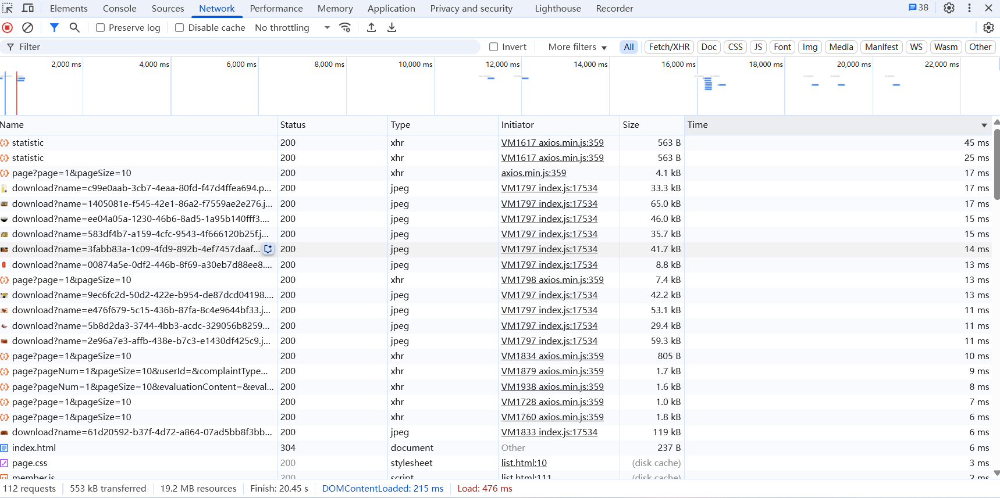 Elements Console Sources Network Performance Memory Application Privacy and security Lighthouse Recorder 38
Preserve log Disable cache No throttling
Filter Invert More filters All Fetch/XHR Doc CSS JS Font Img Media Manifest WS Wasm Other
2,000 ms 4,000 ms 6,000 ms 8,000 ms 10,000 ms 12,000 ms 14,000 ms 16,000 ms 18,000 ms 20,000 ms 22,000 ms
Name Status Type Initiator Size Time
statistic 200 xhr VM1617 axios.min.js:359 563 B 45 ms
statistic 200 xhr VM1617 axios.min.js:359 563 B 25 ms
page?page=1&pageSize=10 200 xhr axios.min.js:359 4.1 kB 17 ms
download?name=c99e0aab-3cb7-4eaa-80fd-f47d4ffea694.p... 200 jpeg VM1797 index.js:17534 33.3 kB 17 ms
download?name=1405081e-f545-42e1-86a2-f7559ae2e276.j... 200 jpeg VM1797 index.js:17534 65.0 kB 17 ms
download?name=ee04a05a-1230-46b6-8ad5-1a95b140fff3.... 200 jpeg VM1797 index.js:17534 46.0 kB 15 ms
download?name=583df4b7-a159-4cfc-9543-4f666120b25f.j... 200 jpeg VM1797 index.js:17534 35.7 kB 15 ms
download?name=3fabb83a-1c09-4fd9-892b-4ef7457daaf... 200 jpeg VM1797 index.js:17534 41.7 kB 14 ms
download?name=00874a5e-0df2-446b-8f69-a30eb7d88ee8.... 200 jpeg VM1797 index.js:17534 8.8 kB 13 ms
page?page=1&pageSize=10 200 xhr VM1798 axios.min.js:359 7.4 kB 13 ms
download?name=9ec6fc2d-50d2-422e-b954-de87dcd04198.... 200 jpeg VM1797 index.js:17534 42.2 kB 13 ms
download?name=e476f679-5c15-436b-87fa-8c4e9644bf33.j... 200 jpeg VM1797 index.js:17534 53.1 kB 11 ms
download?name=5b8d2da3-3744-4bb3-acdc-329056b8259... 200 jpeg VM1797 index.js:17534 29.4 kB 11 ms
download?name=2e96a7e3-affb-438e-b7c3-e1430df425c9.j... 200 jpeg VM1797 index.js:17534 59.3 kB 11 ms
page?page=1&pageSize=10 200 xhr VM1834 axios.min.js:359 805 B 10 ms
page?pageNum=1&pageSize=10&userId=&complaintType... 200 xhr VM1879 axios.min.js:359 1.7 kB 9 ms
page?pageNum=1&pageSize=10&evaluationContent=&eval... 200 xhr VM1938 axios.min.js:359 1.6 kB 8 ms
page?page=1&pageSize=10 200 xhr VM1728 axios.min.js:359 1.0 kB 7 ms
page?page=1&pageSize=10 200 xhr VM1760 axios.min.js:359 1.8 kB 6 ms
download?name=61d20592-b37f-4d72-a864-07ad5bb8f3bb... 200 jpeg VM1833 index.js:17534 119 kB 6 ms
index.html 304 document Other 237 B 6 ms
page.css 200 stylesheet list.html:10 (disk cache) 3 ms
member.js 200 script list.html:111 (disk cache) 2 ms
112 requests 553 kB transferred 19.2 MB resources Finish: 20.45 s DOMContentLoaded: 215 ms Load: 476 ms